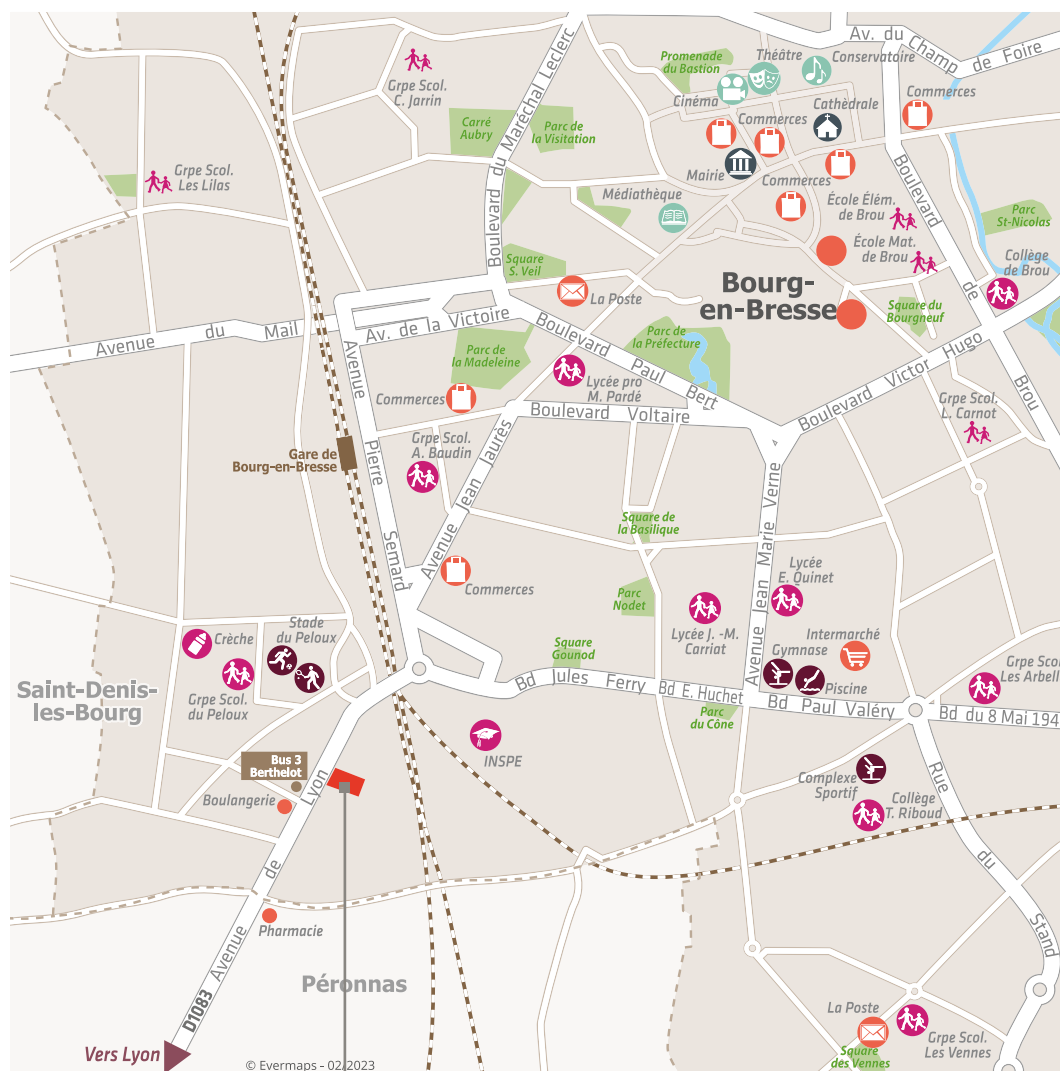 Av. du Champ de Foire
Boulevard du Maréchal Leclerc
Promenade
du Bastion
Théâtre
Conservatoire
Grpe Scol.
C. Jarrin
Cinéma
Commerces
Cathédrale
Commerces
Carré
Aubry
Parc de
la Visitation
Mairie
Commerces
Grpe Scol.
Les Lilas
Médiathèque
École Élém.
de Brou
Boulevard de Brou
Parc
St-Nicolas
École Mat.
de Brou
Collège
de Brou
Square
S. Veil
La Poste
Bourg-
en-Bresse
Square du
Bourgneuf
Avenue du Mail
Av. de la Victoire
Boulevard Paul Bert
Parc de
la Préfecture
Boulevard Victor Hugo
Parc de
la Madeleine
Lycée pro
M. Pardé
Commerces
Boulevard Voltaire
Grpe Scol.
L. Carnot
Avenue Pierre Semard
Grpe Scol.
A. Baudin
Avenue Jean Jaurès
Gare de
Bourg-en-Bresse
Avenue Jean Marie Verne
Square de
la Basilique
Commerces
Lycée
E. Quinet
Parc
Nodet
Lycée J. -M.
Carriat
Intermarché
Gymnase
Piscine
Crèche
Stade
du Peloux
Square
Gounod
Grpe Scol.
du Peloux
Saint-Denis-
les-Bourg
Bd Jules Ferry
Bd E. Huchet
Bd Paul Valéry
Grpe Scol
Les Arbell
Bd du 8 Mai 194
Parc
du Cône
INSPE
Bus 3
Berthelot
Boulangerie
Complexe
Sportif
Collège
T. Riboud
Rue du Stand
Avenue de Lyon
Pharmacie
Péronnas
D1083
Vers Lyon
La Poste
Grpe Scol.
Les Vennes
Square
des Vennes
© Evermaps - 02/2023